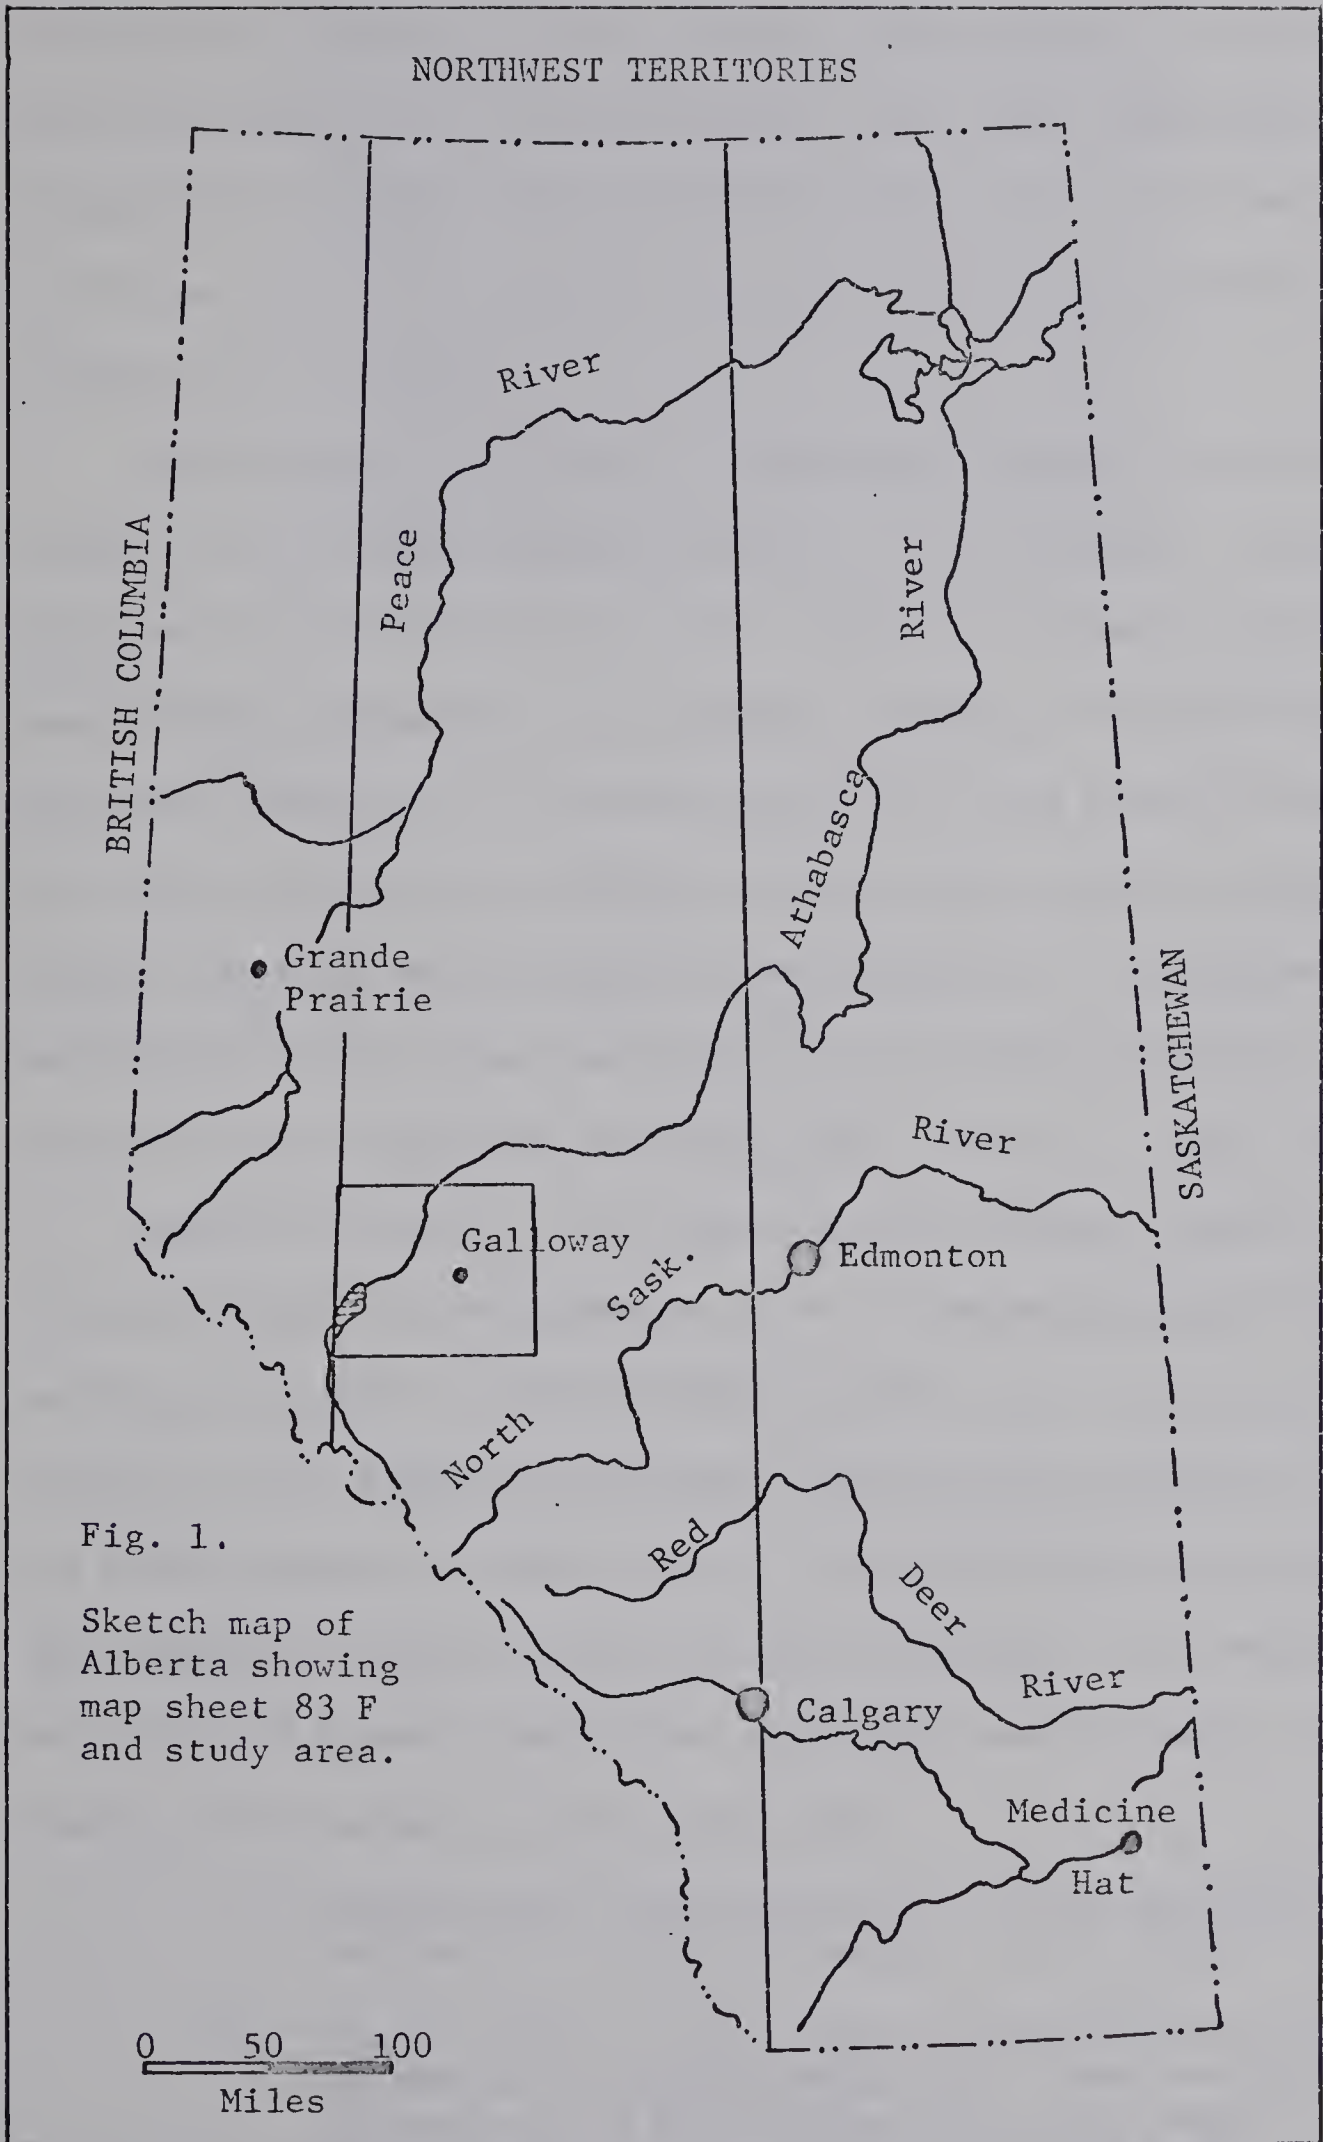 NORTHWEST TERRITORIES
River
Peace
River
BRITISH COLUMBIA
Athabasca
Grande
Prairie
SASKATCHEWAN
River
Galloway
Sask.
Edmonton
North
Fig. 1.
Red
Deer
Sketch map of
Alberta showing
map sheet 83 F
and study area.
River
Calgary
Medicine
Hat
0 50 100
Miles